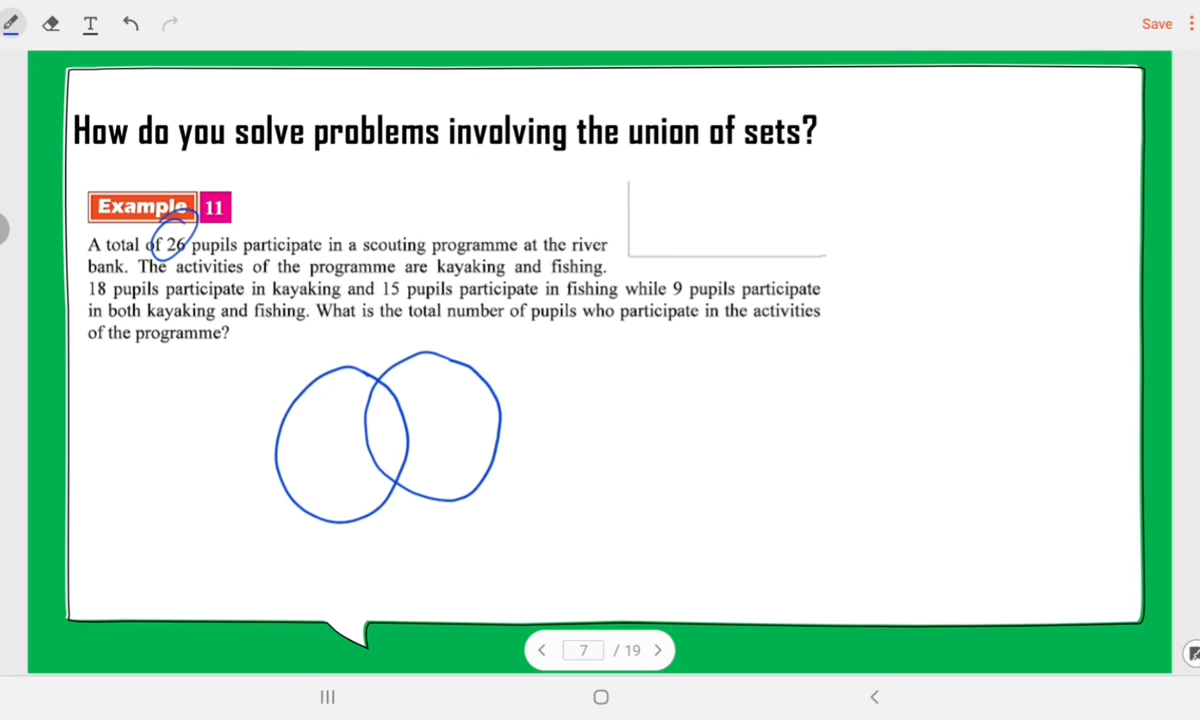 T
Save
How do you solve problems involving the union of sets?
Example 11
A total of 26 pupils participate in a scouting programme at the river
bank. The activities of the programme are kayaking and fishing.
18 pupils participate in kayaking and 15 pupils participate in fishing while 9 pupils participate
in both kayaking and fishing. What is the total number of pupils who participate in the activities
of the programme?
7 / 19